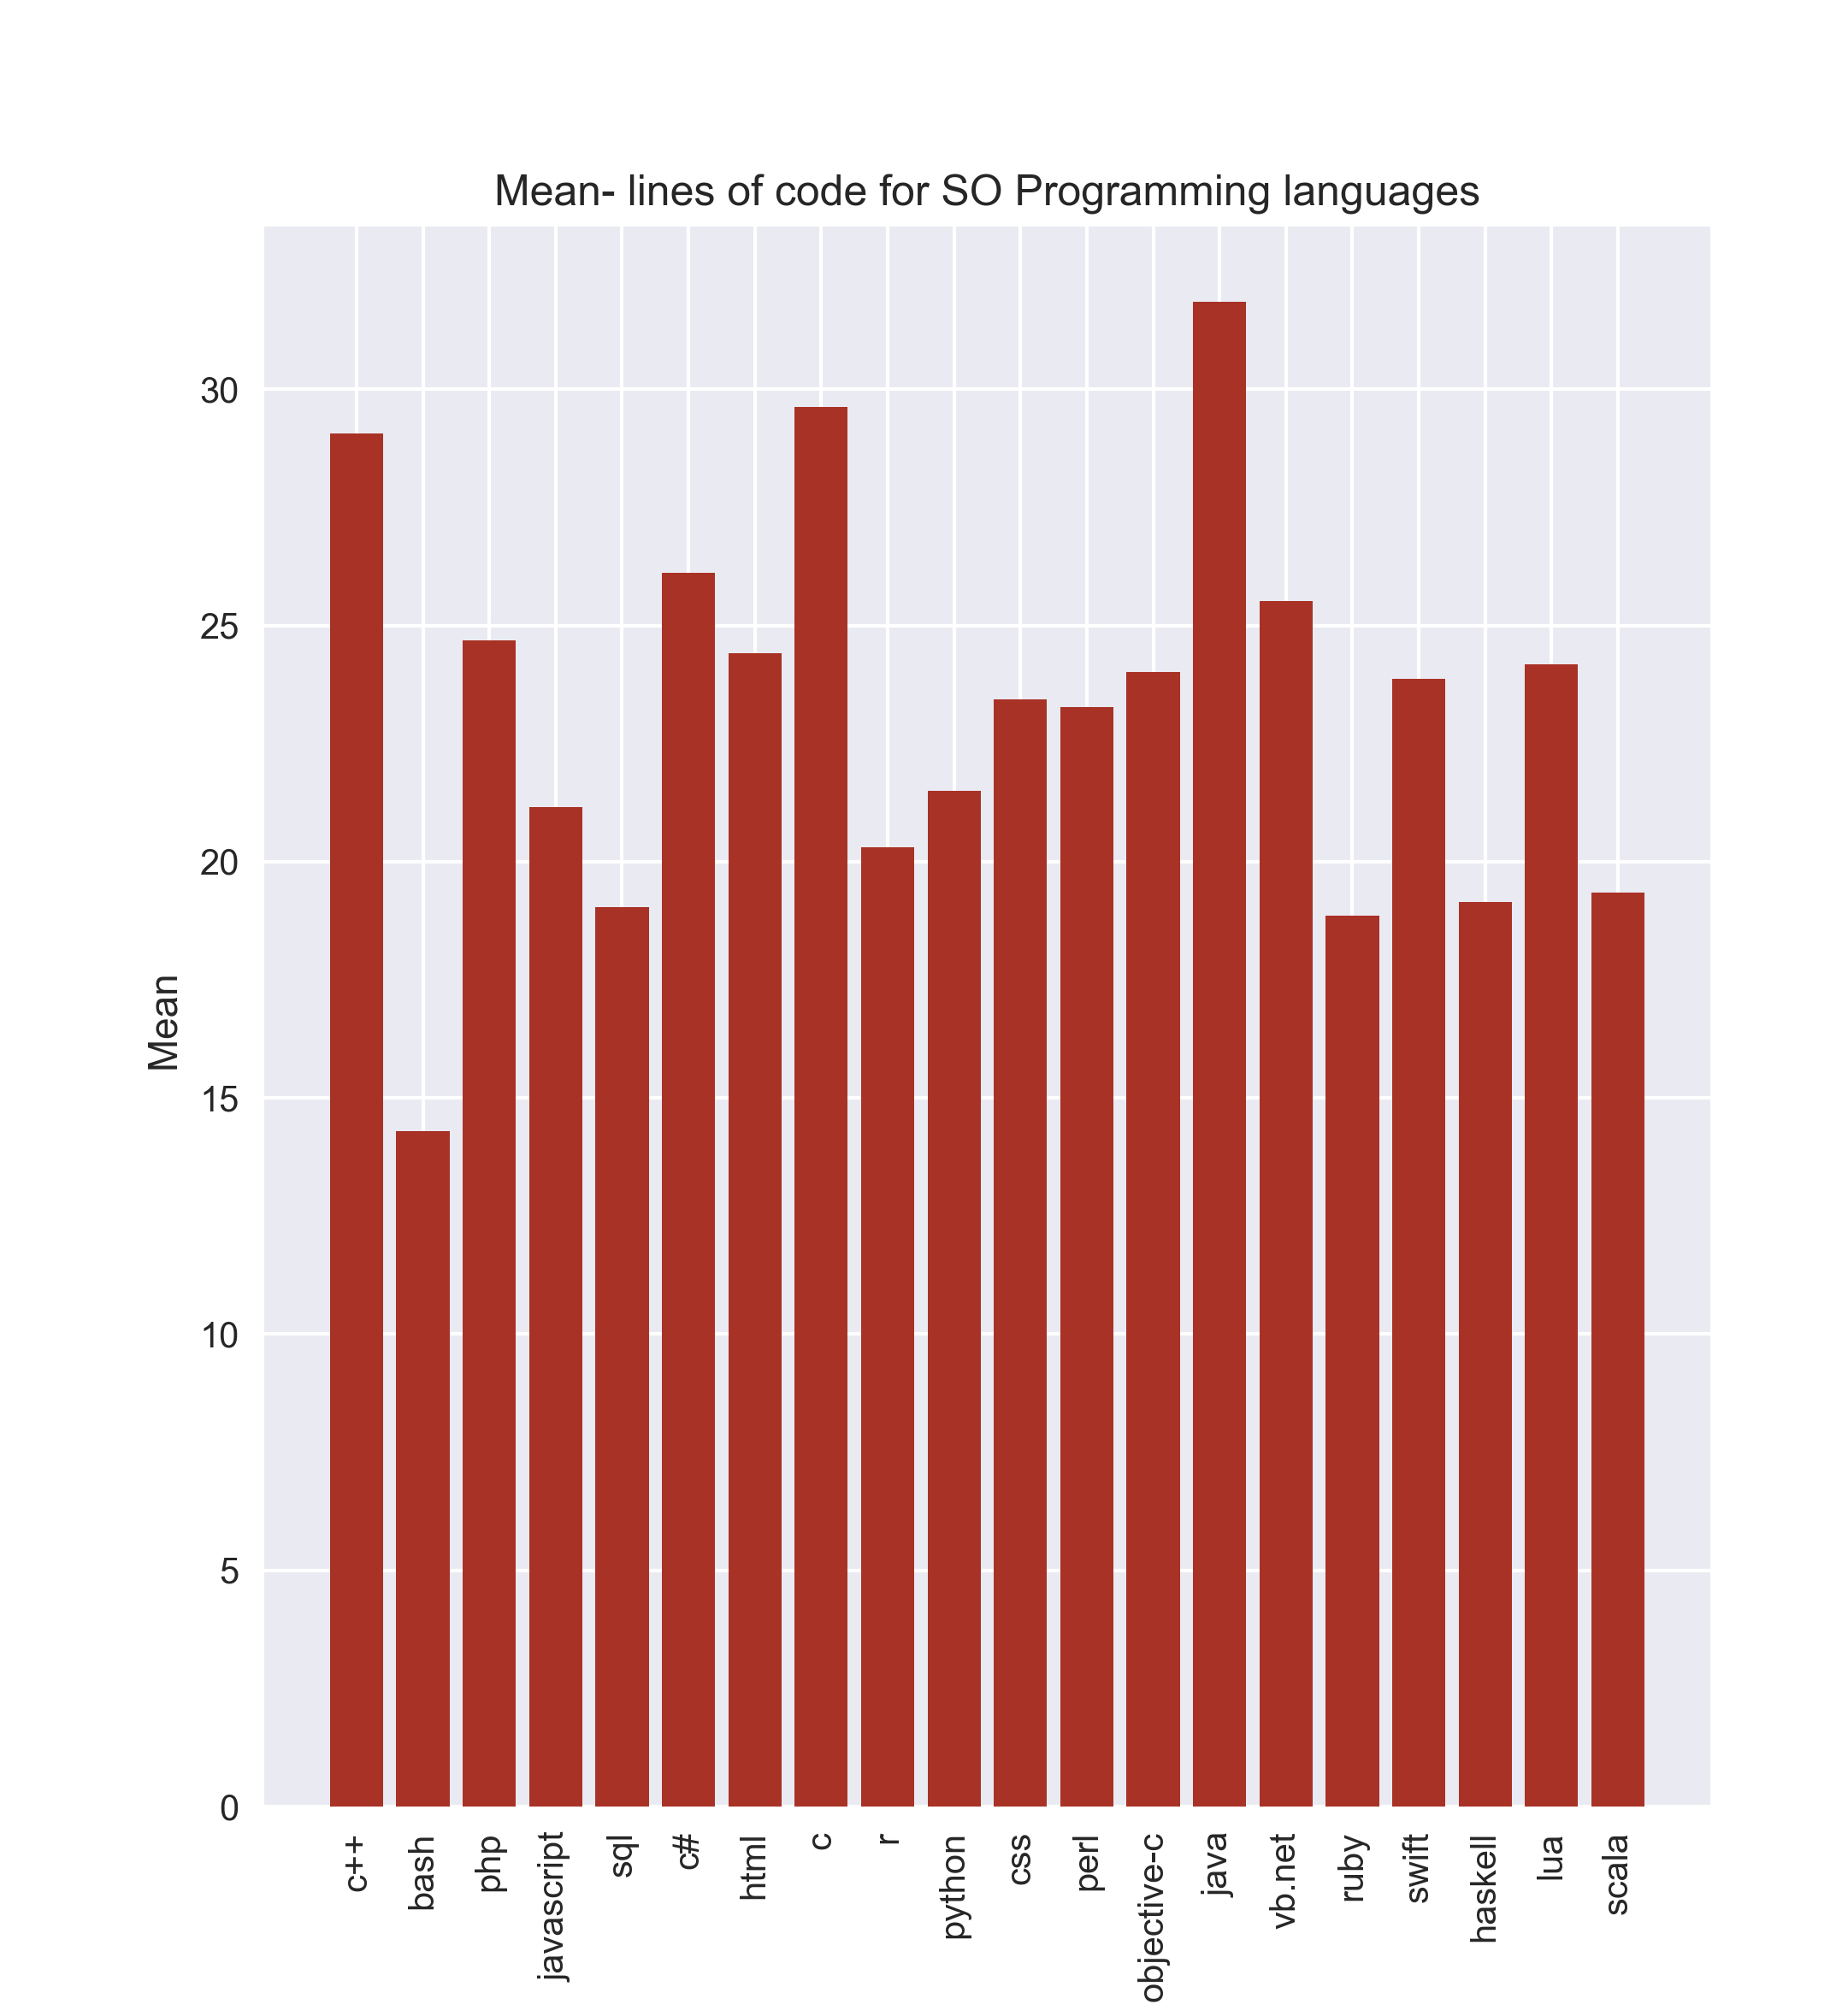 Mean- lines of code for SO Programming languages
30
25
20
15
10
5
0
Mean
c++
bash
php
javascript
sql
c#
html
c
r
python
css
perl
objective-c
java
vb.net
ruby
swift
haskell
lua
scala